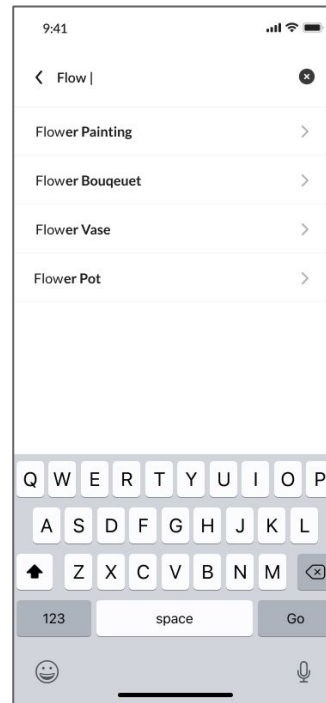 9:41
Flow
Flower Painting
Flower Bouqeuet
Flower Vase
Flower Pot
Q W E R T Y U I O P
A S D F G H J K L
Z X C V B N M
123 space Go